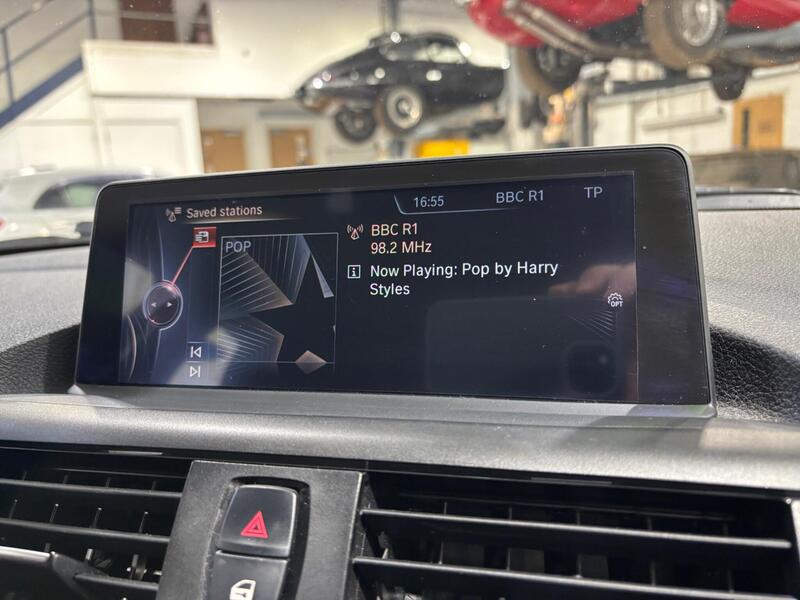 Saved stations
16:55
BBC R1
TP
POP
BBC R1
98.2 MHz
Now Playing: Pop by Harry
Styles
OPT